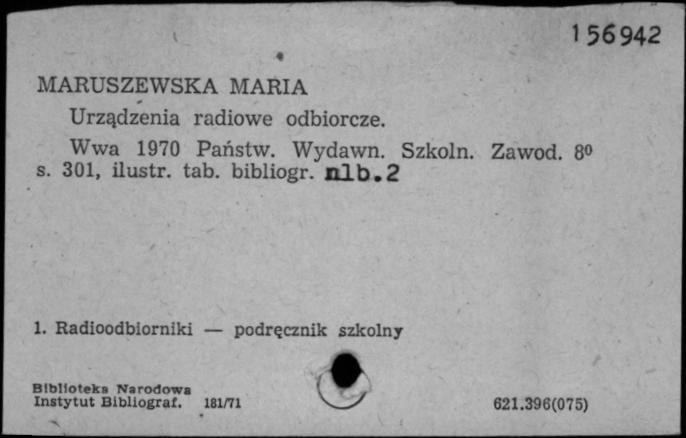 156942
MARUSZEWSKA MARIA
Urządzenia radiowe odbiorcze.
Wwa 1970 Państw. Wydawn. Szkoln. Zawod. 8⁰
s. 301, ilustr. tab. bibliogr. nlb.2
1. Radioodbiorniki — podręcznik szkolny
Biblioteka Narodowa
Instytut Bibliograf. 181/71
621.396(075)